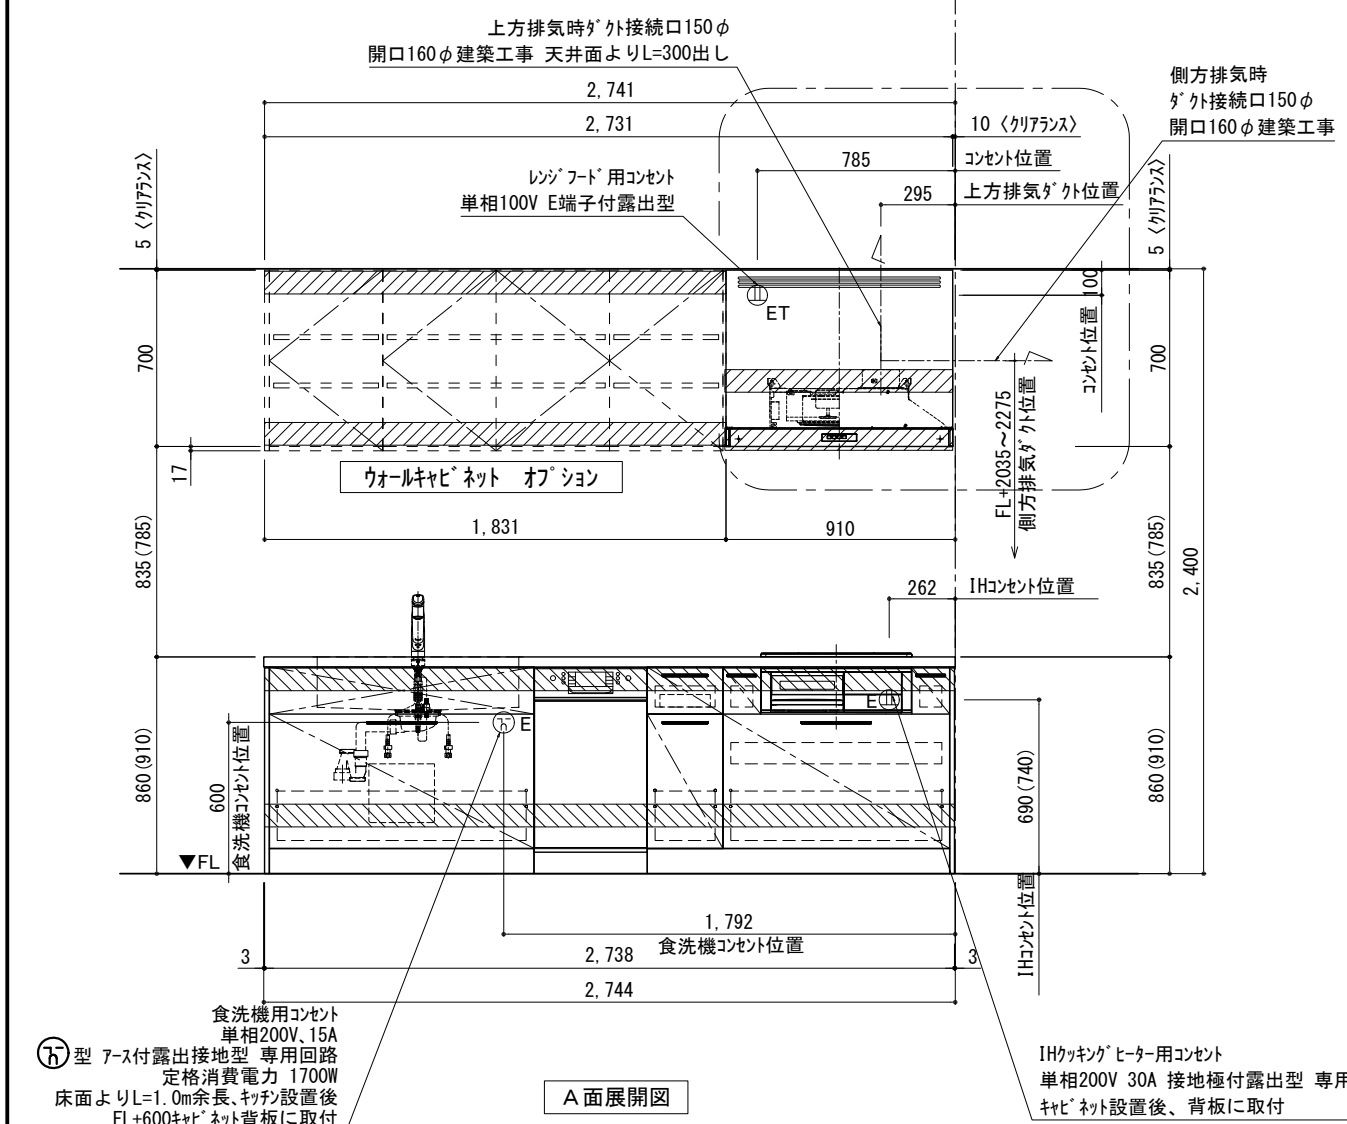 上方排気時ﾀﾞｸﾄ接続口150φ
開口160φ建築工事 天井面よりL=300出し
側方排気時
ﾀﾞｸﾄ接続口150φ
開口160φ建築工事
2,741
2,731
10 〈ｸﾘｱﾗﾝｽ〉
785
ｺﾝｾﾝﾄ位置
295
上方排気ﾀﾞｸﾄ位置
ﾚﾝｼﾞﾌｰﾄﾞ用ｺﾝｾﾝﾄ
単相100V E端子付露出型
5 〈ｸﾘｱﾗﾝｽ〉
5 〈ｸﾘｱﾗﾝｽ〉
ET
ｺﾝｾﾝﾄ位置 100
700
700
FL+2035~2275
側方排気ﾀﾞｸﾄ位置
17
ｳｫｰﾙｷｬﾋﾞﾈｯﾄ ｵﾌﾟｼｮﾝ
1,831
910
835(785)
835(785)
2,400
262
IHｺﾝｾﾝﾄ位置
E
E
860(910)
600
食洗機ｺﾝｾﾝﾄ位置
690(740)
IHｺﾝｾﾝﾄ位置
860(910)
▼FL
1,792
食洗機ｺﾝｾﾝﾄ位置
3
2,738
3
2,744
食洗機用ｺﾝｾﾝﾄ
単相200V、15A
型 ｱｰｽ付露出接地型 専用回路
定格消費電力 1700W
床面よりL=1.0m余長、ｷｯﾁﾝ設置後
FL+600ｷｬﾋﾞﾈｯﾄ背板に取付
A面展開図
IHｸｯｷﾝｸﾞﾋｰﾀｰ用ｺﾝｾﾝﾄ
単相200V 30A 接地極付露出型 専用
ｷｬﾋﾞﾈｯﾄ設置後、背板に取付